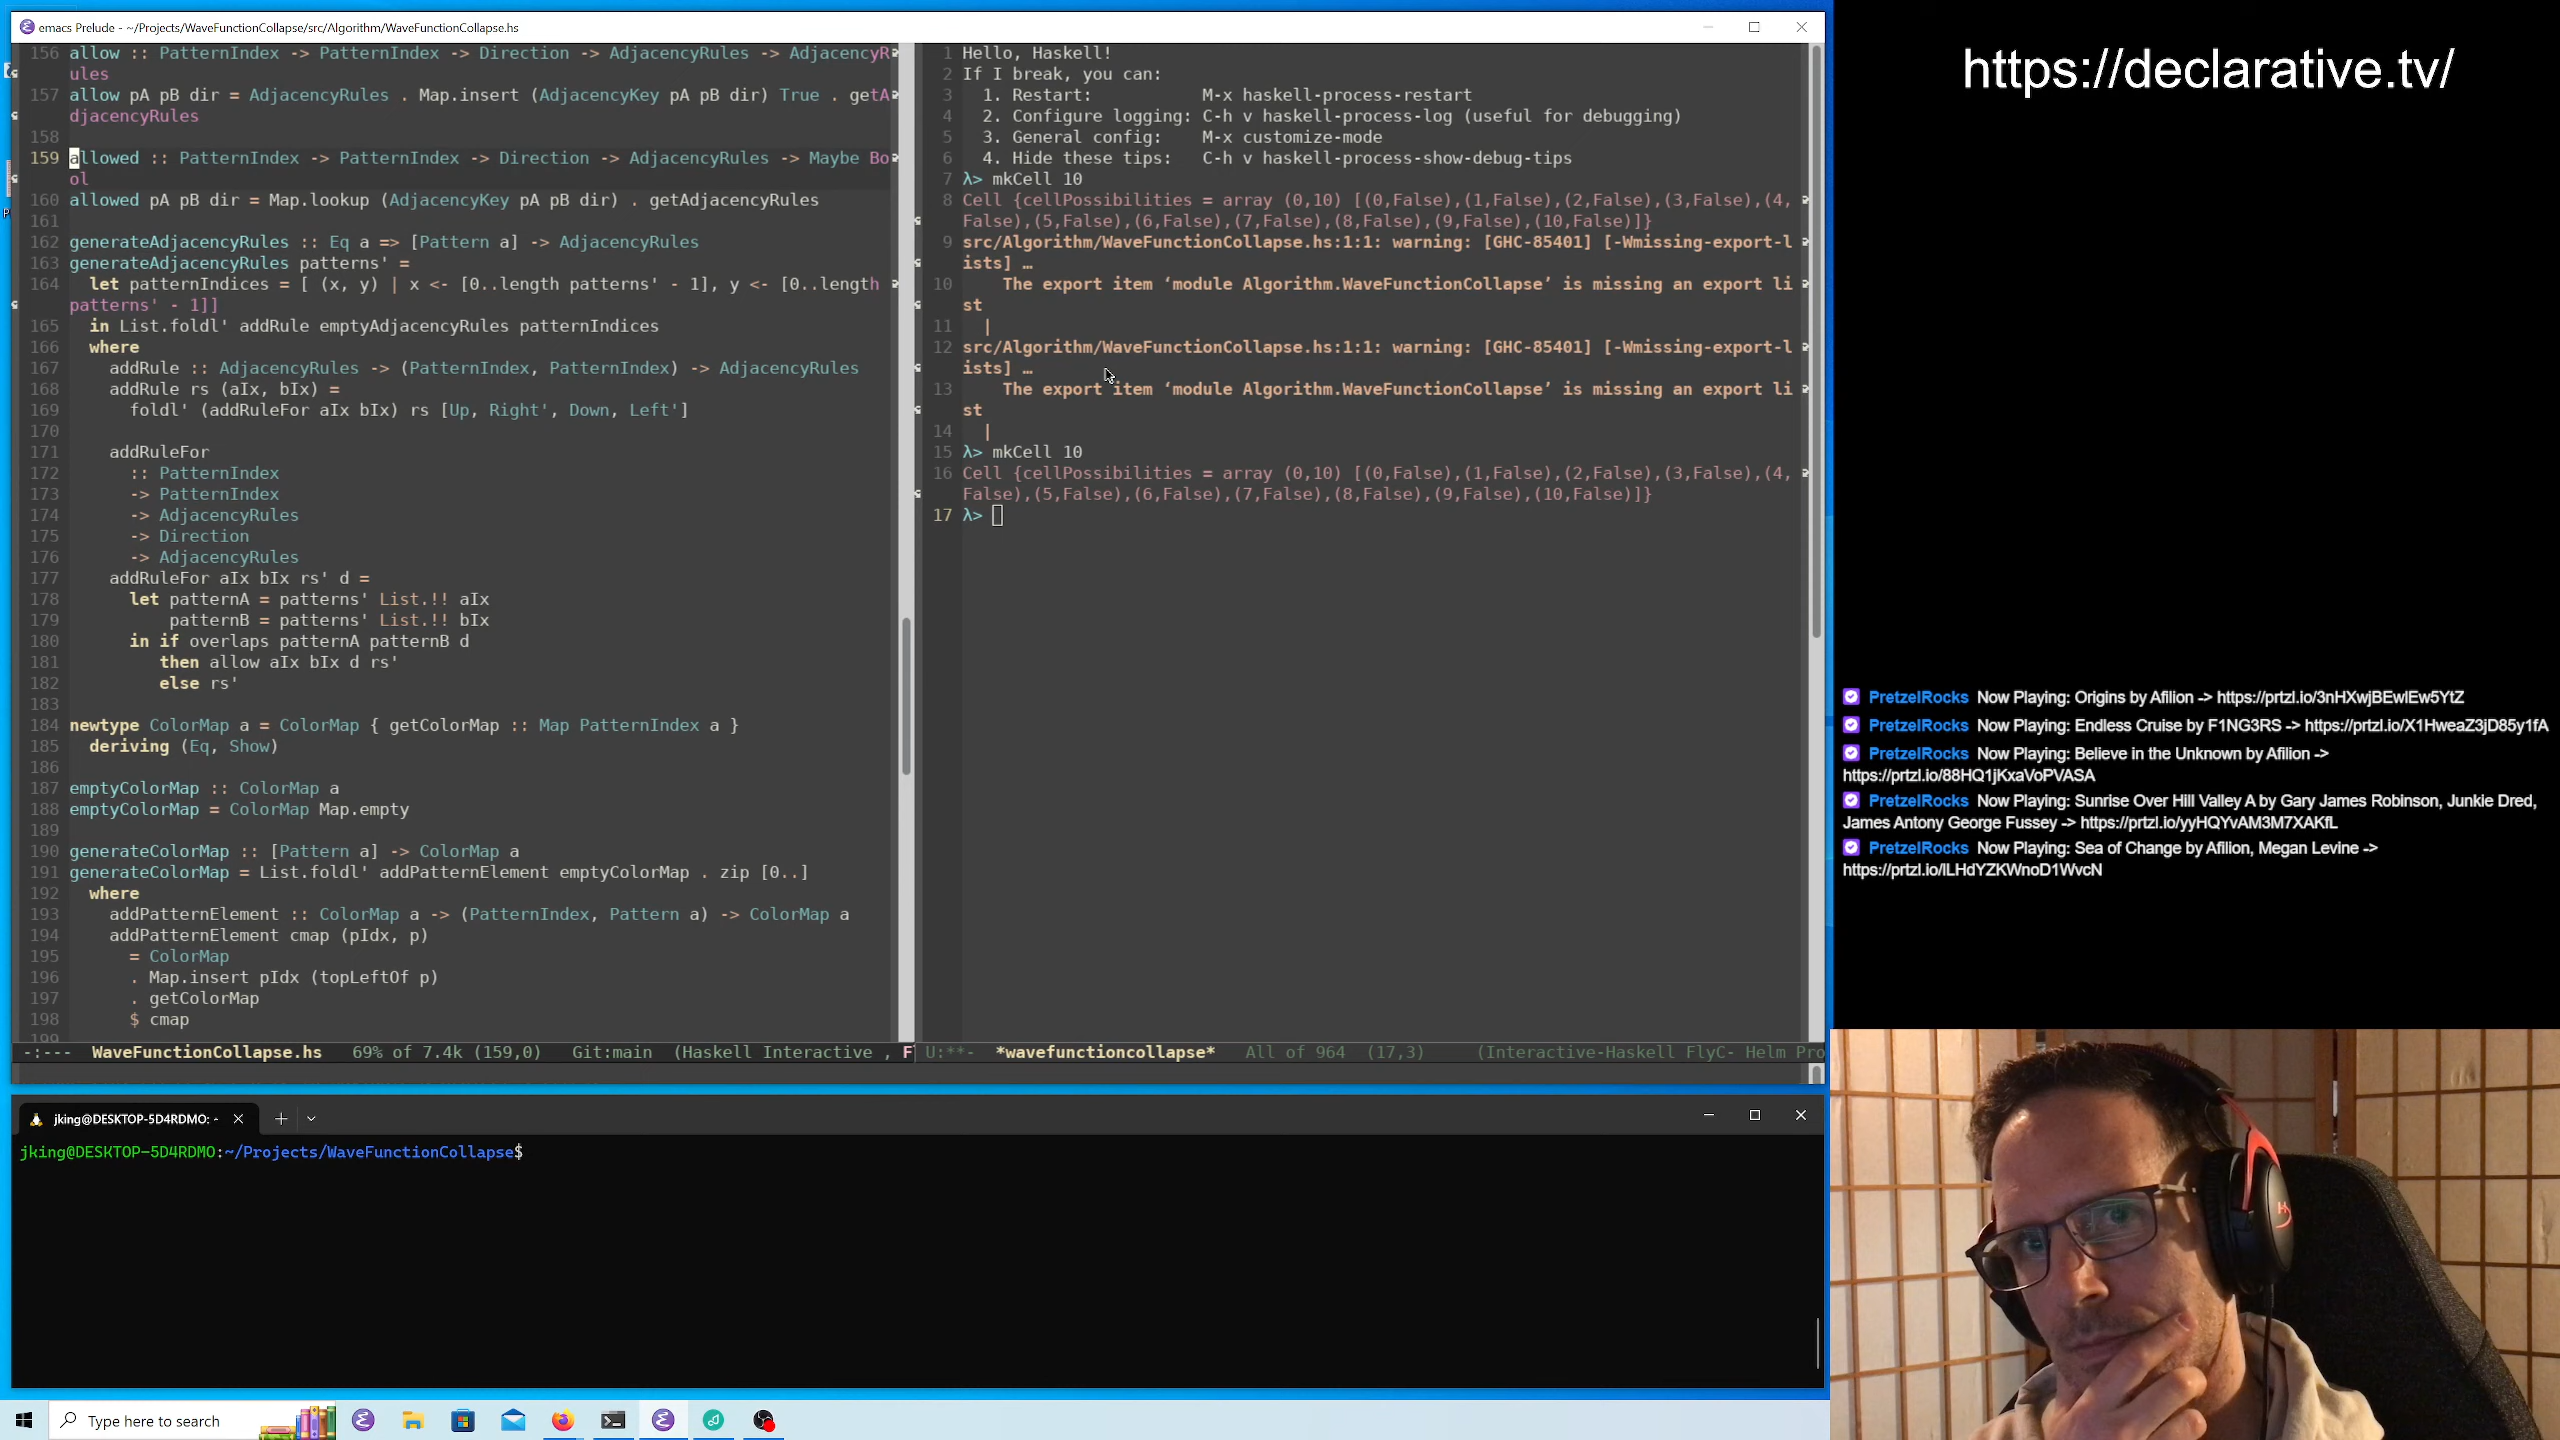 emacs Prelude - ~/Projects/WaveFunctionCollapse/src/Algorithm/WaveFunctionCollapse.hs
156 allow :: PatternIndex -> PatternIndex -> Direction -> AdjacencyRules -> AdjacencyR
ules
157 allow pA pB dir = AdjacencyRules . Map.insert (AdjacencyKey pA pB dir) True . getA
djacencyRules
158
159 allowed :: PatternIndex -> PatternIndex -> Direction -> AdjacencyRules -> Maybe Bo
ol
160 allowed pA pB dir = Map.lookup (AdjacencyKey pA pB dir) . getAdjacencyRules
161
162 generateAdjacencyRules :: Eq a => [Pattern a] -> AdjacencyRules
163 generateAdjacencyRules patterns' =
164   let patternIndices = [ (x, y) | x <- [0..length patterns' - 1], y <- [0..length
patterns' - 1]]
165   in List.foldl' addRule emptyAdjacencyRules patternIndices
166   where
167     addRule :: AdjacencyRules -> (PatternIndex, PatternIndex) -> AdjacencyRules
168     addRule rs (aIx, bIx) =
169       foldl' (addRuleFor aIx bIx) rs [Up, Right', Down, Left']
170
171     addRuleFor
172       :: PatternIndex
173       -> PatternIndex
174       -> AdjacencyRules
175       -> Direction
176       -> AdjacencyRules
177     addRuleFor aIx bIx rs' d =
178       let patternA = patterns' List.!! aIx
179           patternB = patterns' List.!! bIx
180       in if overlaps patternA patternB d
181          then allow aIx bIx d rs'
182          else rs'
183
184 newtype ColorMap a = ColorMap { getColorMap :: Map PatternIndex a }
185   deriving (Eq, Show)
186
187 emptyColorMap :: ColorMap a
188 emptyColorMap = ColorMap Map.empty
189
190 generateColorMap :: [Pattern a] -> ColorMap a
191 generateColorMap = List.foldl' addPatternElement emptyColorMap . zip [0..]
192   where
193     addPatternElement :: ColorMap a -> (PatternIndex, Pattern a) -> ColorMap a
194     addPatternElement cmap (pIdx, p)
195       = ColorMap
196       . Map.insert pIdx (topLeftOf p)
197       . getColorMap
198       $ cmap
199
-:--- WaveFunctionCollapse.hs 69% of 7.4k (159,0) Git:main (Haskell Interactive , F
1 Hello, Haskell!
2 If I break, you can:
3   1. Restart: M-x haskell-process-restart
4   2. Configure logging: C-h v haskell-process-log (useful for debugging)
5   3. General config: M-x customize-mode
6   4. Hide these tips: C-h v haskell-process-show-debug-tips
7 λ> mkCell 10
8 Cell {cellPossibilities = array (0,10) [(0,False),(1,False),(2,False),(3,False),(4,
False),(5,False),(6,False),(7,False),(8,False),(9,False),(10,False)]}
9 src/Algorithm/WaveFunctionCollapse.hs:1:1: warning: [GHC-85401] [-Wmissing-export-l
ists] …
10     The export item ‘module Algorithm.WaveFunctionCollapse’ is missing an export li
st
11   |
12 src/Algorithm/WaveFunctionCollapse.hs:1:1: warning: [GHC-85401] [-Wmissing-export-l
ists] …
13     The export item ‘module Algorithm.WaveFunctionCollapse’ is missing an export li
st
14   |
15 λ> mkCell 10
16 Cell {cellPossibilities = array (0,10) [(0,False),(1,False),(2,False),(3,False),(4,
False),(5,False),(6,False),(7,False),(8,False),(9,False),(10,False)]}
17 λ>
U:**- *wavefunctioncollapse* All of 964 (17,3) (Interactive-Haskell FlyC- Helm Pro
jking@DESKTOP-5D4RDMO: ~
jking@DESKTOP-5D4RDMO:~/Projects/WaveFunctionCollapse$
Type here to search
https://declarative.tv/
PretzelRocks Now Playing: Origins by Afilion -> https://prtzl.io/3nHXwjBEwlEw5YtZ
PretzelRocks Now Playing: Endless Cruise by F1NG3RS -> https://prtzl.io/X1HweaZ3jD85y1fA
PretzelRocks Now Playing: Believe in the Unknown by Afilion ->
https://prtzl.io/88HQ1jKxaVoPVASA
PretzelRocks Now Playing: Sunrise Over Hill Valley A by Gary James Robinson, Junkie Dred,
James Antony George Fussey -> https://prtzl.io/yyHQYvAM3M7XAKfL
PretzelRocks Now Playing: Sea of Change by Afilion, Megan Levine ->
https://prtzl.io/lLHdYZKWnoD1WvcN